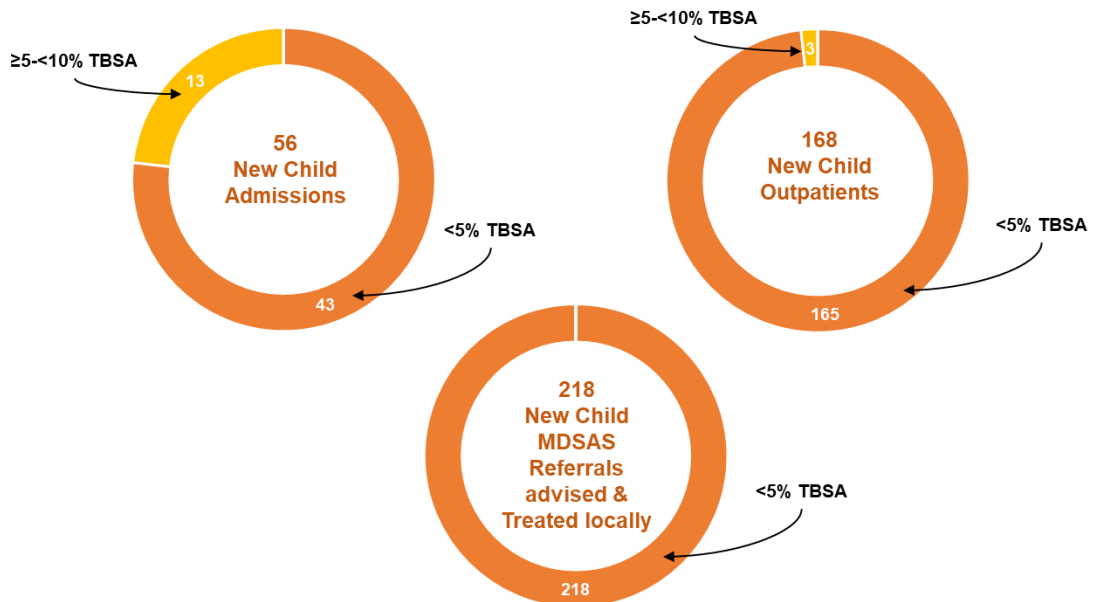 ≥5-<10% TBSA
13
56
New Child
Admissions
<5% TBSA
43
≥5-<10% TBSA
3
168
New Child
Outpatients
<5% TBSA
165
218
New Child
MDSAS
Referrals
advised &
Treated locally
<5% TBSA
218